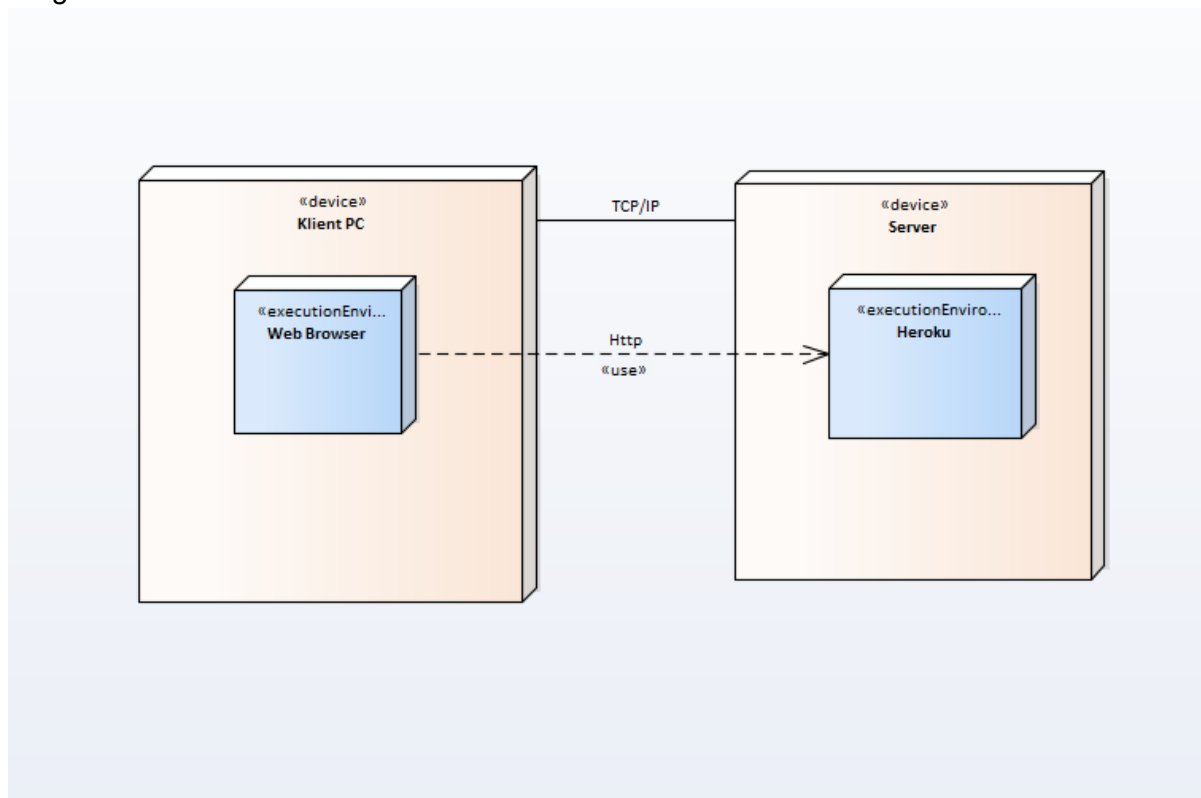 «device»
Klient PC
TCP/IP
«device»
Server
«executionEnvi...
Web Browser
Http
«use»
«executionEnviro...
Heroku